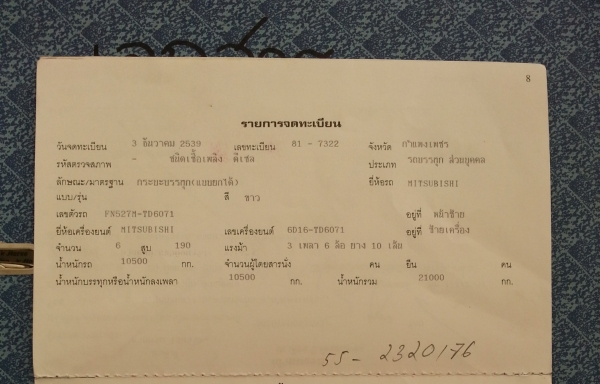 8
รายการจดทะเบียน
วันจดทะเบียน 3 ธันวาคม 2539 เลขทะเบียน 81 - 7322 จังหวัด กำแพงเพชร
รหัสตรวจสภาพ - ชนิดเชื้อเพลิง ดีเซล ประเภท รถบรรทุก ส่วนบุคคล
ลักษณะ/มาตรฐาน กระบะบรรทุก(แบบยกได้) ยี่ห้อรถ MITSUBISHI
แบบ/รุ่น สี ขาว
เลขตัวรถ FN527M-TD6071 อยู่ที่ หน้าซ้าย
ยี่ห้อเครื่องยนต์ MITSUBISHI เลขเครื่องยนต์ 6D16-TD6071 อยู่ที่ ซ้ายเครื่อง
จำนวน 6 สูบ 190 แรงม้า 3 เพลา 6 ล้อ ยาง 10 เส้น
น้ำหนักรถ 10500 กก. จำนวนผู้โดยสารนั่ง คน ยืน คน
น้ำหนักบรรทุกหรือน้ำหนักลงเพลา 10500 กก. น้ำหนักรวม 21000 กก.
55 - 2320176